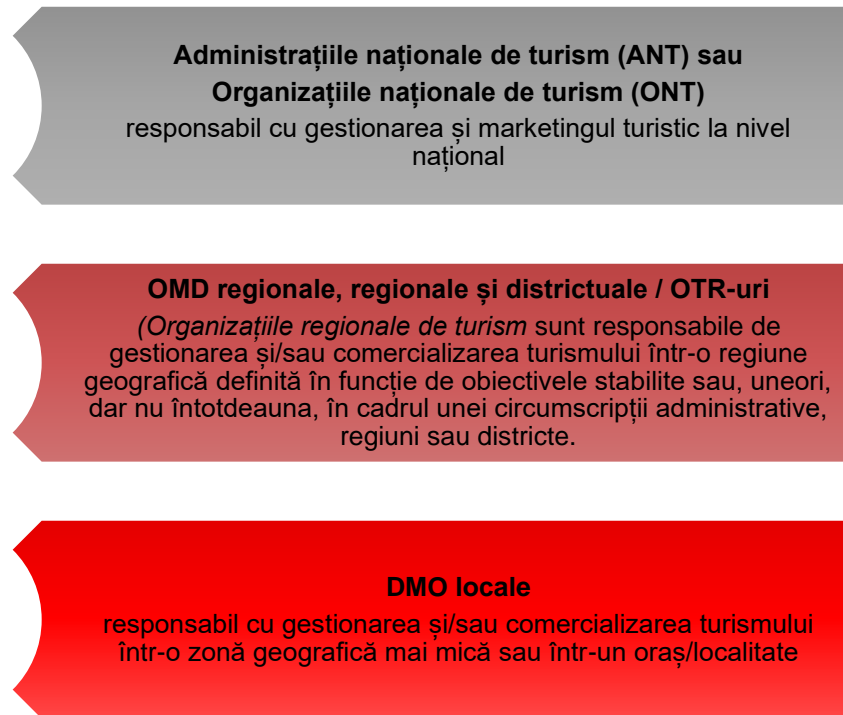 Administrațiile naționale de turism (ANT) sau
Organizațiile naționale de turism (ONT)
responsabil cu gestionarea și marketingul turistic la nivel
național
OMD regionale, regionale și districtuale / OTR-uri
(Organizațiile regionale de turism sunt responsabile de
gestionarea și/sau comercializarea turismului într-o regiune
geografică definită în funcție de obiectivele stabilite sau, uneori,
dar nu întotdeauna, în cadrul unei circumscripții administrative,
regiuni sau districte.
DMO locale
responsabil cu gestionarea și/sau comercializarea turismului
într-o zonă geografică mai mică sau într-un oraș/localitate